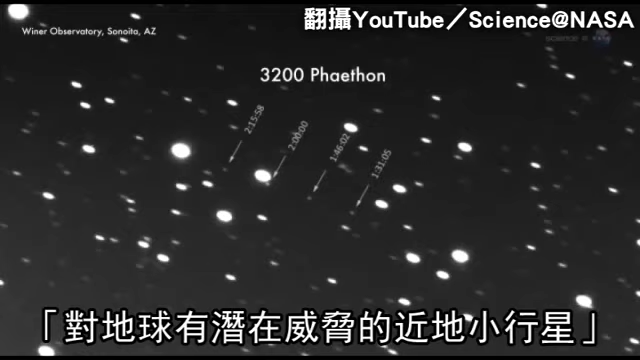 翻攝YouTube／Science@NASA
Winer Observatory, Sonoita, AZ
3200 Phaethon
2:15:58
2:00:00
1:46:02
1:31:05
「對地球有潛在威脅的近地小行星」